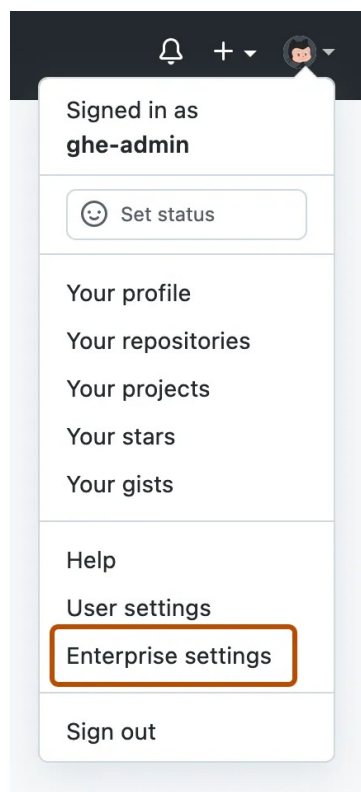 Signed in as
ghe-admin
Set status
Your profile
Your repositories
Your projects
Your stars
Your gists
Help
User settings
Enterprise settings
Sign out